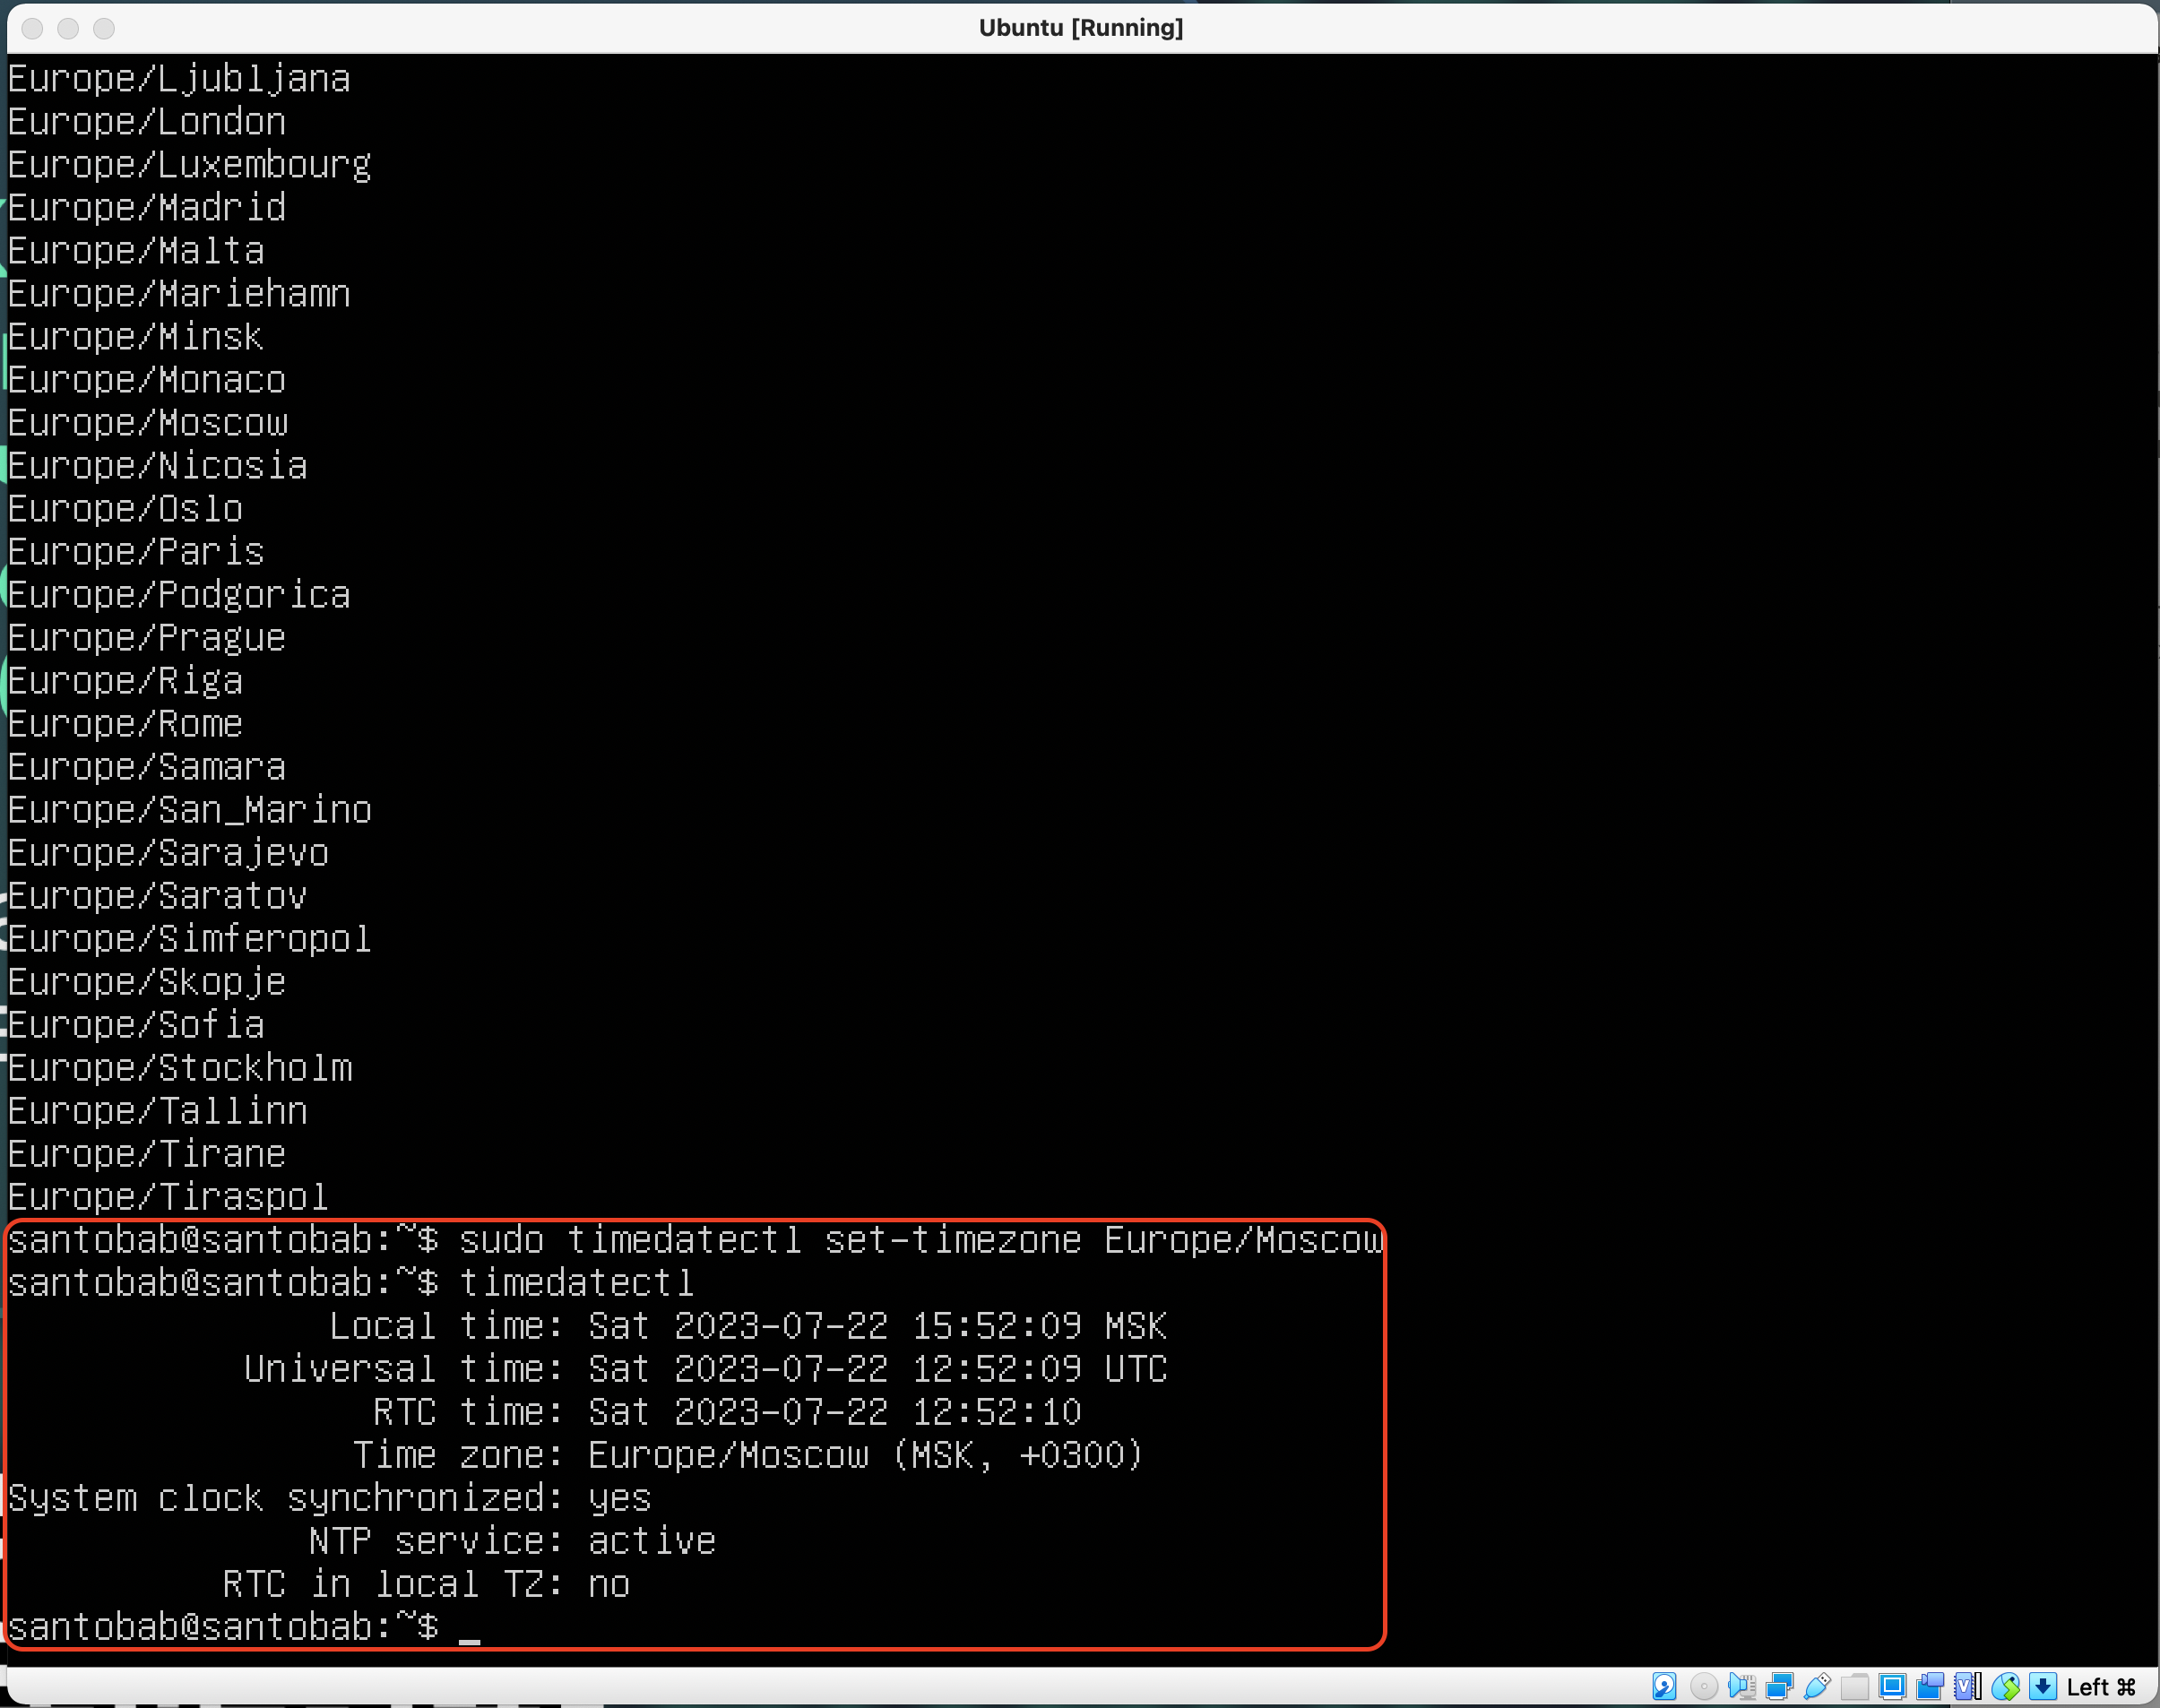 Ubuntu [Running]
Europe/Ljubljana
Europe/London
Europe/Luxembourg
Europe/Madrid
Europe/Malta
Europe/Mariehamn
Europe/Minsk
Europe/Monaco
Europe/Moscow
Europe/Nicosia
Europe/Oslo
Europe/Paris
Europe/Podgorica
Europe/Prague
Europe/Riga
Europe/Rome
Europe/Samara
Europe/San_Marino
Europe/Sarajevo
Europe/Saratov
Europe/Simferopol
Europe/Skopje
Europe/Sofia
Europe/Stockholm
Europe/Tallinn
Europe/Tirane
Europe/Tiraspol
santobab@santobab:~$ sudo timedatectl set-timezone Europe/Moscow
santobab@santobab:~$ timedatectl
Local time: Sat 2023-07-22 15:52:09 MSK
Universal time: Sat 2023-07-22 12:52:09 UTC
RTC time: Sat 2023-07-22 12:52:10
Time zone: Europe/Moscow (MSK, +0300)
System clock synchronized: yes
NTP service: active
RTC in local TZ: no
santobab@santobab:~$ _
Left ⌘